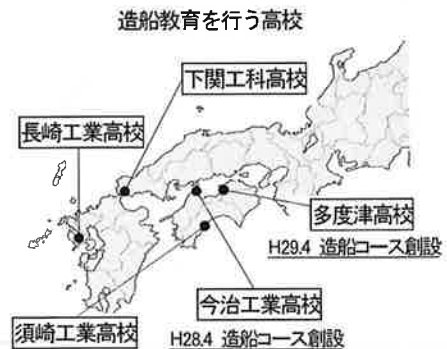 造船教育を行う高校
下関工科高校
長崎工業高校
多度津高校
H29.4 造船コース創設
今治工業高校
須崎工業高校
H28.4 造船コース創設